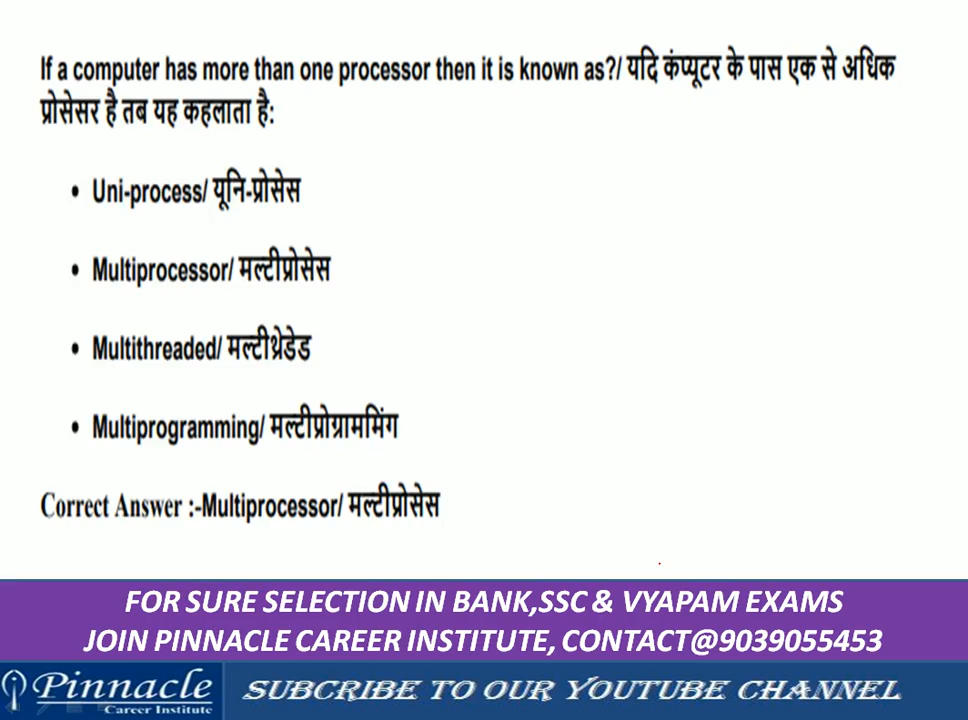 If a computer has more than one processor then it is known as?/ यदि कंप्यूटर के पास एक से अधिक
प्रोसेसर है तब यह कहलाता है:
• Uni-process/ यूनि-प्रोसेस
• Multiprocessor/ मल्टीप्रोसेस
• Multithreaded/ मल्टीथ्रेडेड
• Multiprogramming/ मल्टीप्रोग्राममिंग
Correct Answer :-Multiprocessor/ मल्टीप्रोसेस
FOR SURE SELECTION IN BANK,SSC & VYAPAM EXAMS
JOIN PINNACLE CAREER INSTITUTE, CONTACT@9039055453
Pinnacle
Career Institute
SUBCRIBE TO OUR YOUTUBE CHANNEL